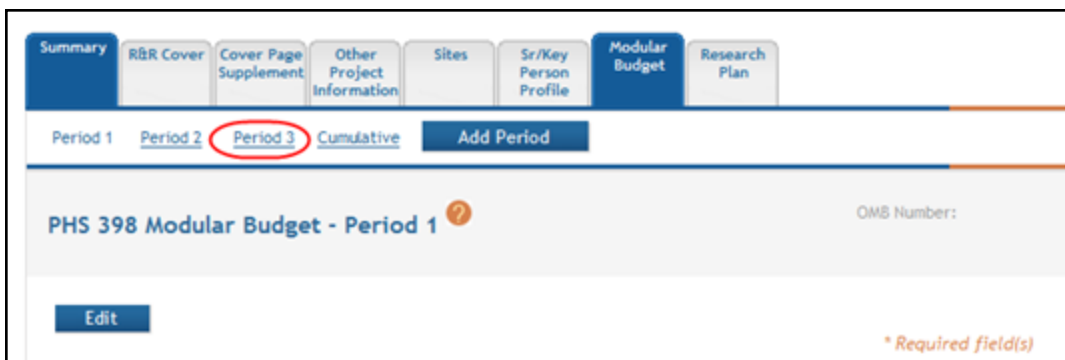 Summary
R&R Cover
Cover Page
Supplement
Other
Project
Information
Sites
Sr/Key
Person
Profile
Modular
Budget
Research
Plan
Period 1 Period 2 Period 3 Cumulative Add Period
PHS 398 Modular Budget - Period 1 ?
OMB Number:
Edit
* Required field(s)